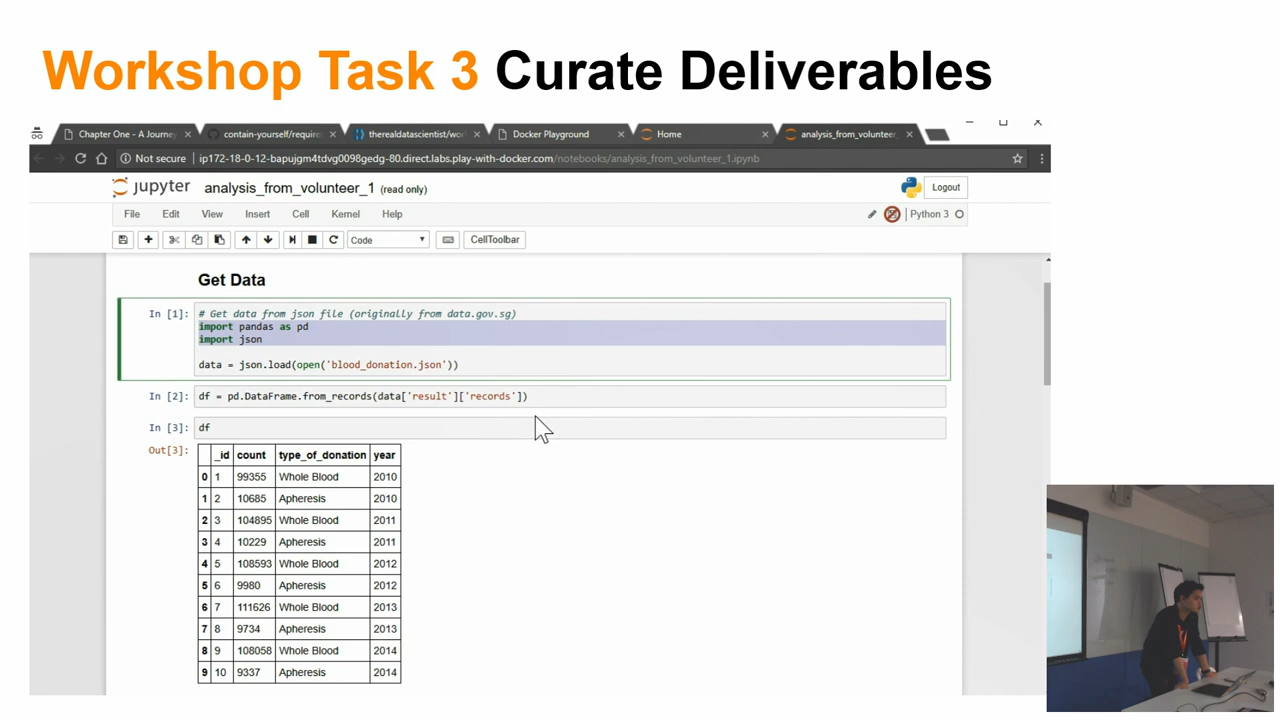 Workshop Task 3 Curate Deliverables
Chapter One - A Journey
contain-yourself/require
therealdatascientist/wor
Docker Playground
Home
analysis_from_volunteer_
Not secure ip172-18-0-12-bapujgm4tdvg0098gedg-80.direct.labs.play-with-docker.com/notebooks/analysis_from_volunteer_1.ipynb
jupyter analysis_from_volunteer_1 (read only) Logout
File Edit View Insert Cell Kernel Help Python 3
Code CellToolbar
Get Data
In [1]: # Get data from json file (originally from data.gov.sg)
import pandas as pd
import json
data = json.load(open('blood_donation.json'))
In [2]: df = pd.DataFrame.from_records(data['result']['records'])
In [3]: df
Out[3]: _id count type_of_donation year
0 1 99355 Whole Blood 2010
1 2 10685 Apheresis 2010
2 3 104895 Whole Blood 2011
3 4 10229 Apheresis 2011
4 5 108593 Whole Blood 2012
5 6 9980 Apheresis 2012
6 7 111626 Whole Blood 2013
7 8 9734 Apheresis 2013
8 9 108058 Whole Blood 2014
9 10 9337 Apheresis 2014